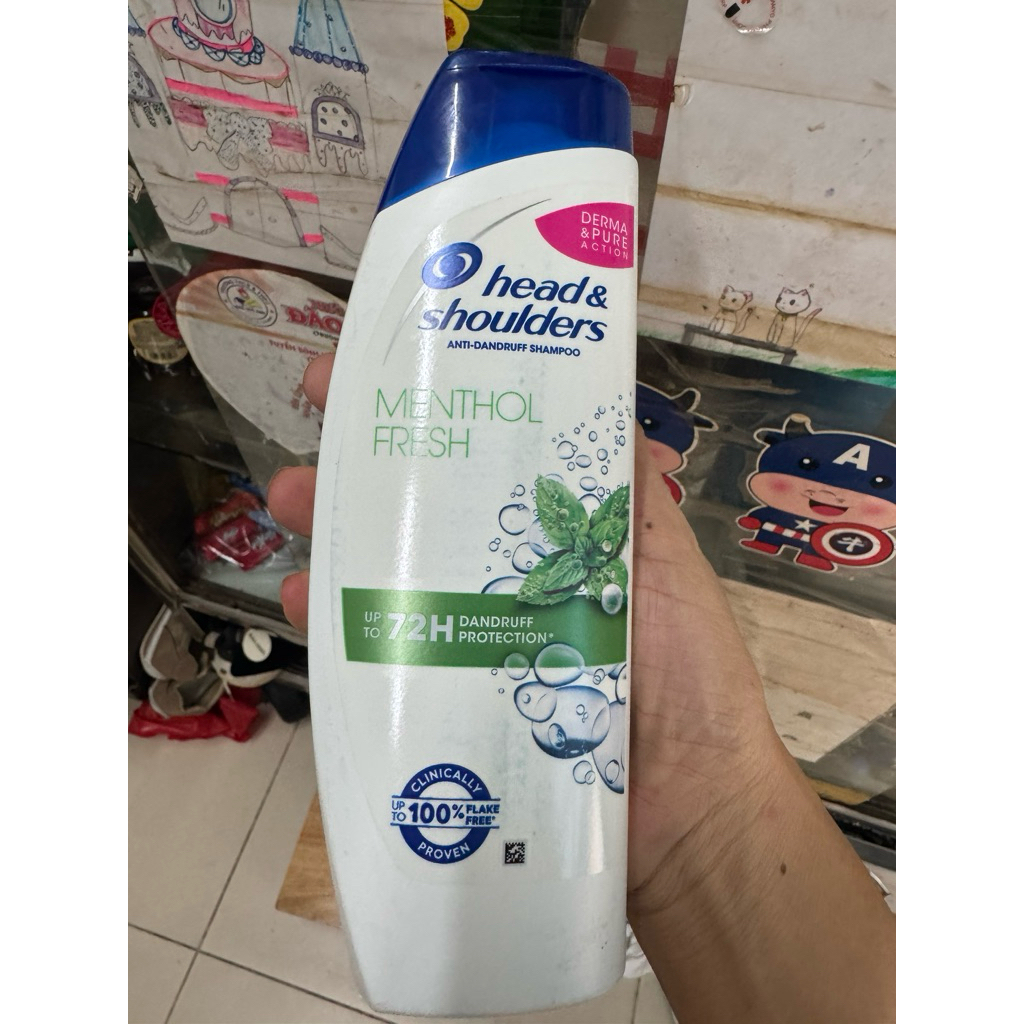 DERMA
&PURE
ACTION
head &
shoulders
ANTI-DANDRUFF SHAMPOO
MENTHOL
FRESH
UP
TO
72H
DANDRUFF
PROTECTION*
CLINICALLY
UP
TO
100%
FLAKE
FREE*
PROVEN
A